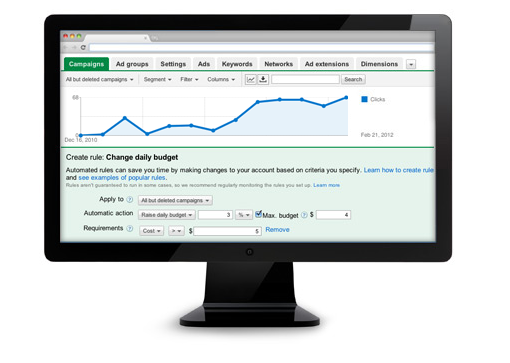 Campaigns Ad groups Settings Ads Keywords Networks Ad extensions Dimensions
All but deleted campaigns Segment Filter Columns Search
68
Clicks
0
Dec 16, 2010 Feb 21, 2012
Create rule: Change daily budget
Automated rules can save you time by making changes to your account based on criteria you specify. Learn how to create rule
and see examples of popular rules.
Rules aren't guaranteed to run in some cases, so we recommend regularly monitoring the rules you set up. Learn more
Apply to ? All but deleted campaigns
Automatic action Raise daily budget 3 % Max. budget ? $ 4
Requirements ? Cost > $ 5 Remove